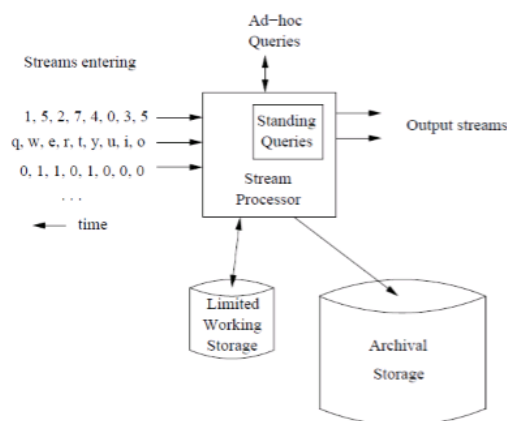 Ad-hoc
Queries
Streams entering
1, 5, 2, 7, 4, 0, 3, 5
q, w, e, r, t, y, u, i, o
0, 1, 1, 0, 1, 0, 0, 0
. . .
time
Standing
Queries
Stream
Processor
Output streams
Limited
Working
Storage
Archival
Storage